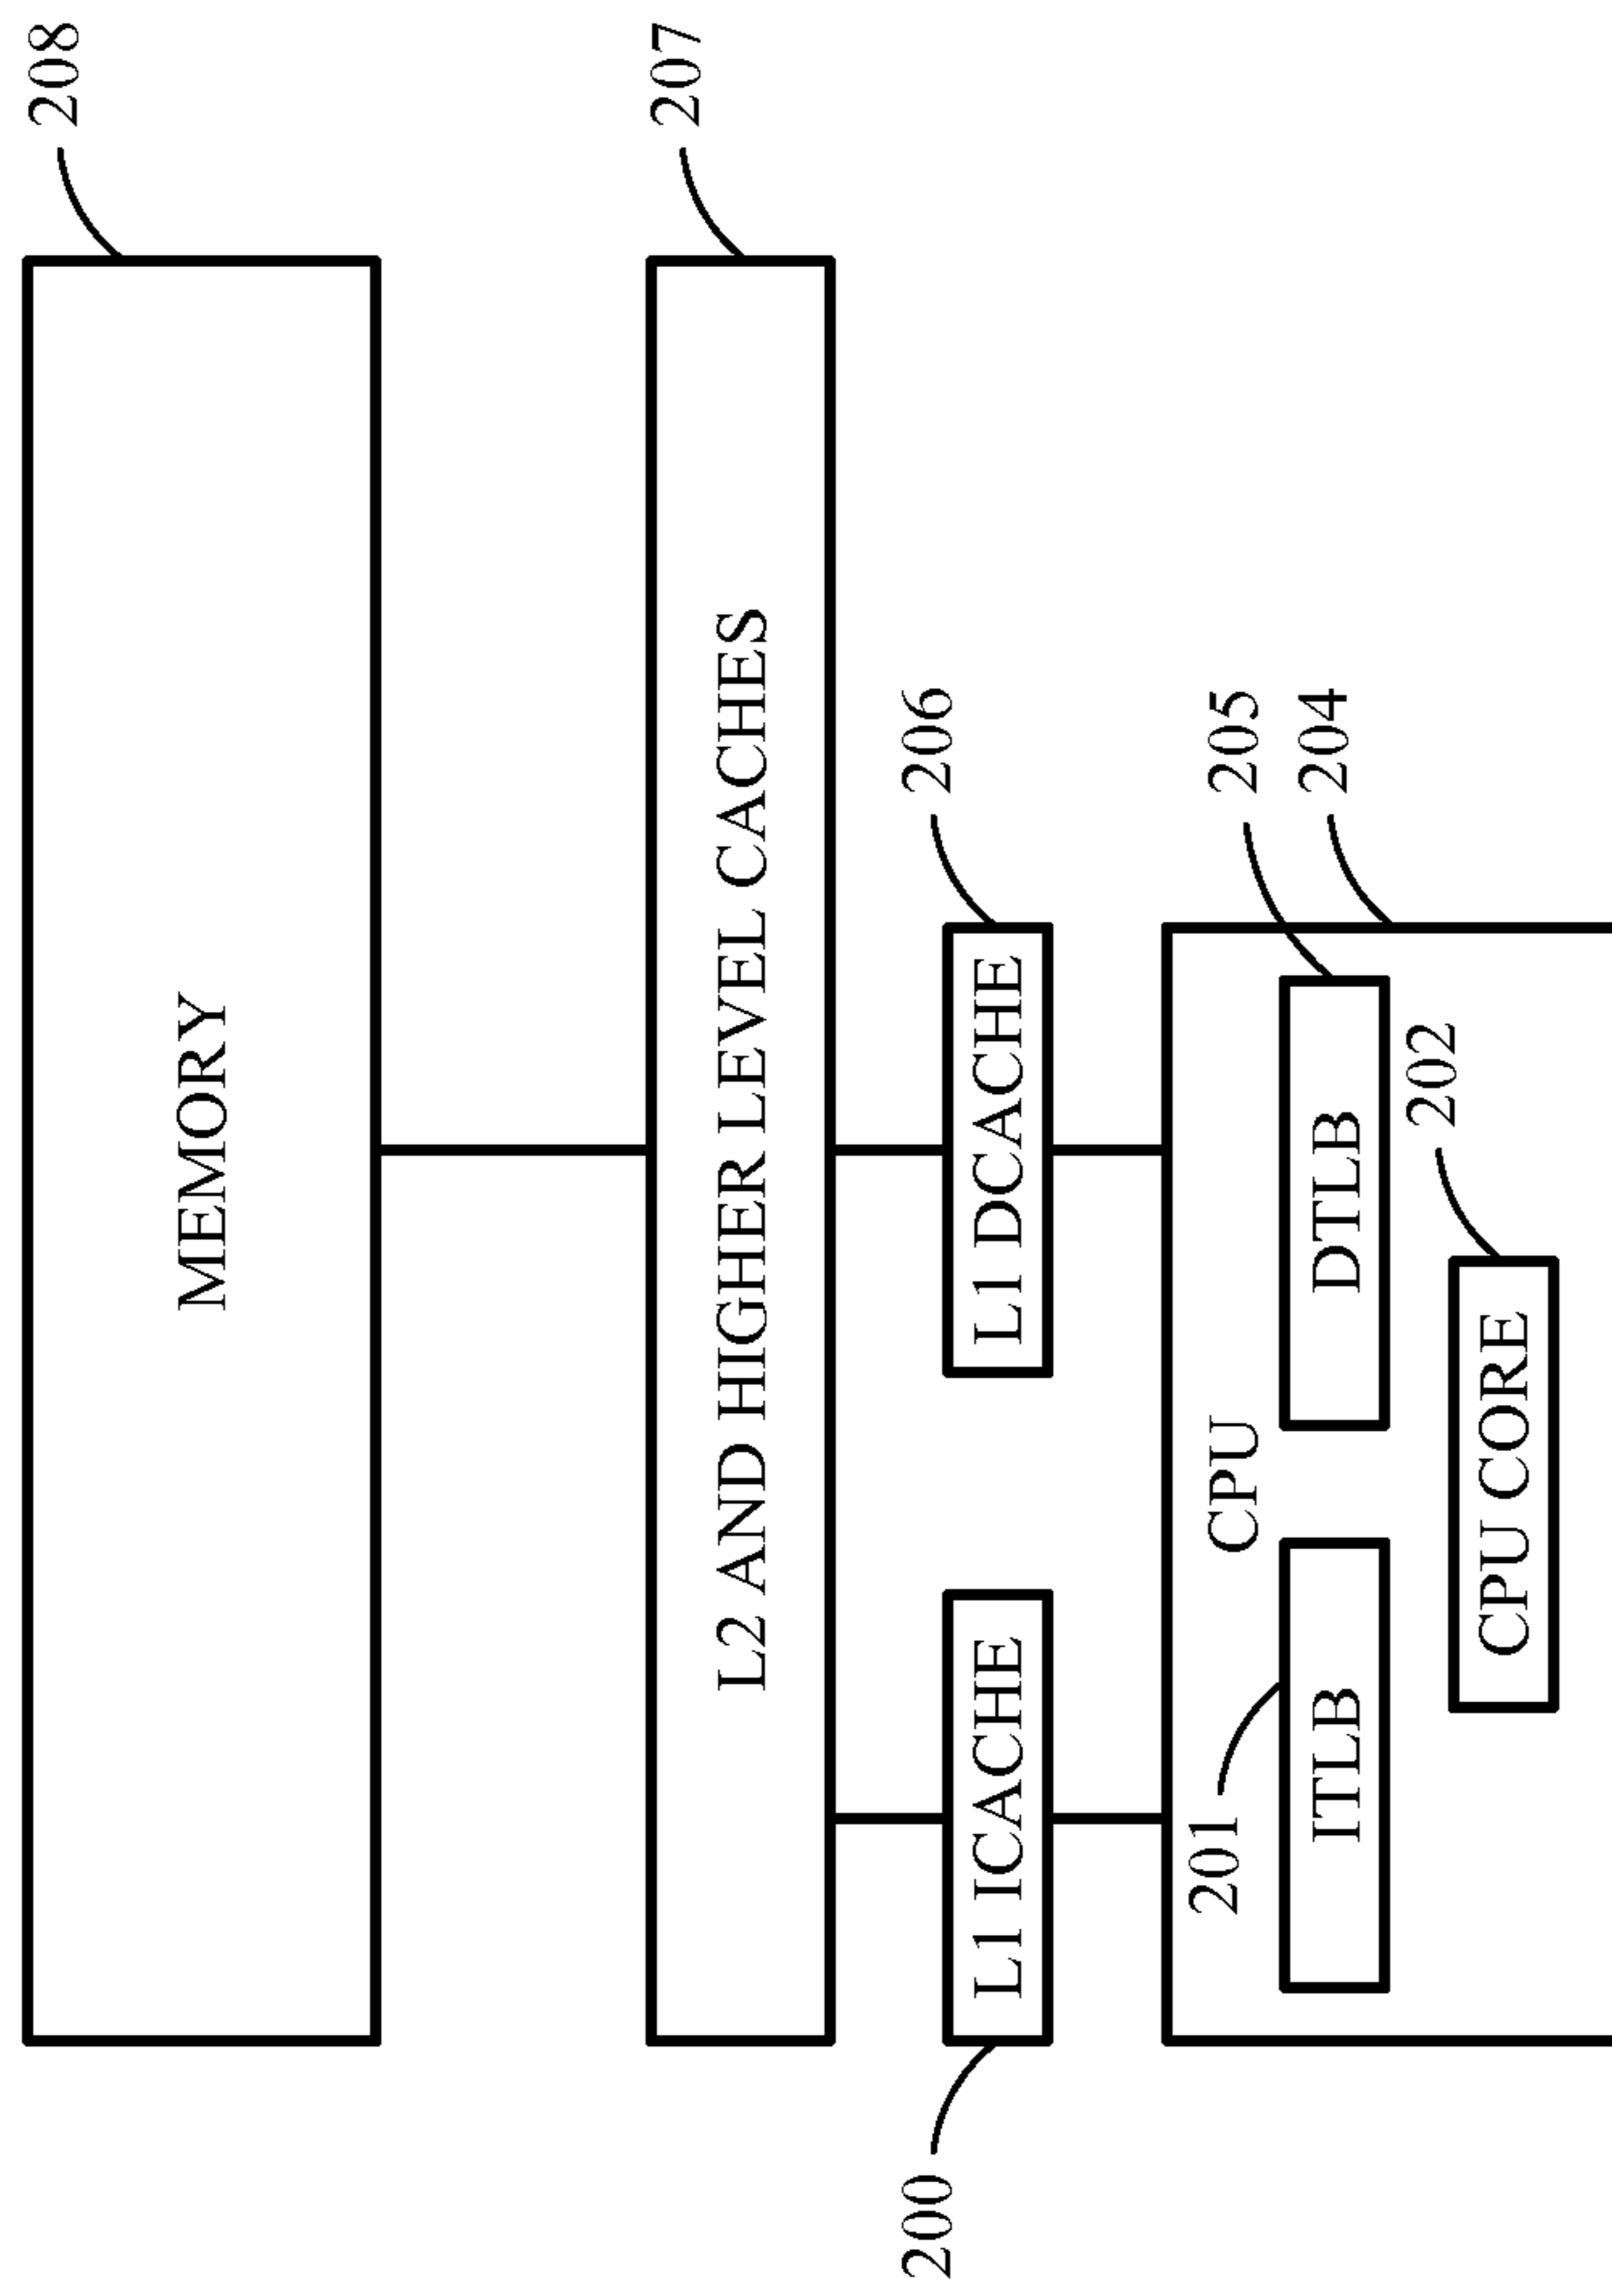 208
MEMORY
207
L2 AND HIGHER LEVEL CACHES
200
L1 ICACHE
L1 DCACHE
206
201
CPU
205
ITLB
DTLB
204
202
CPU CORE